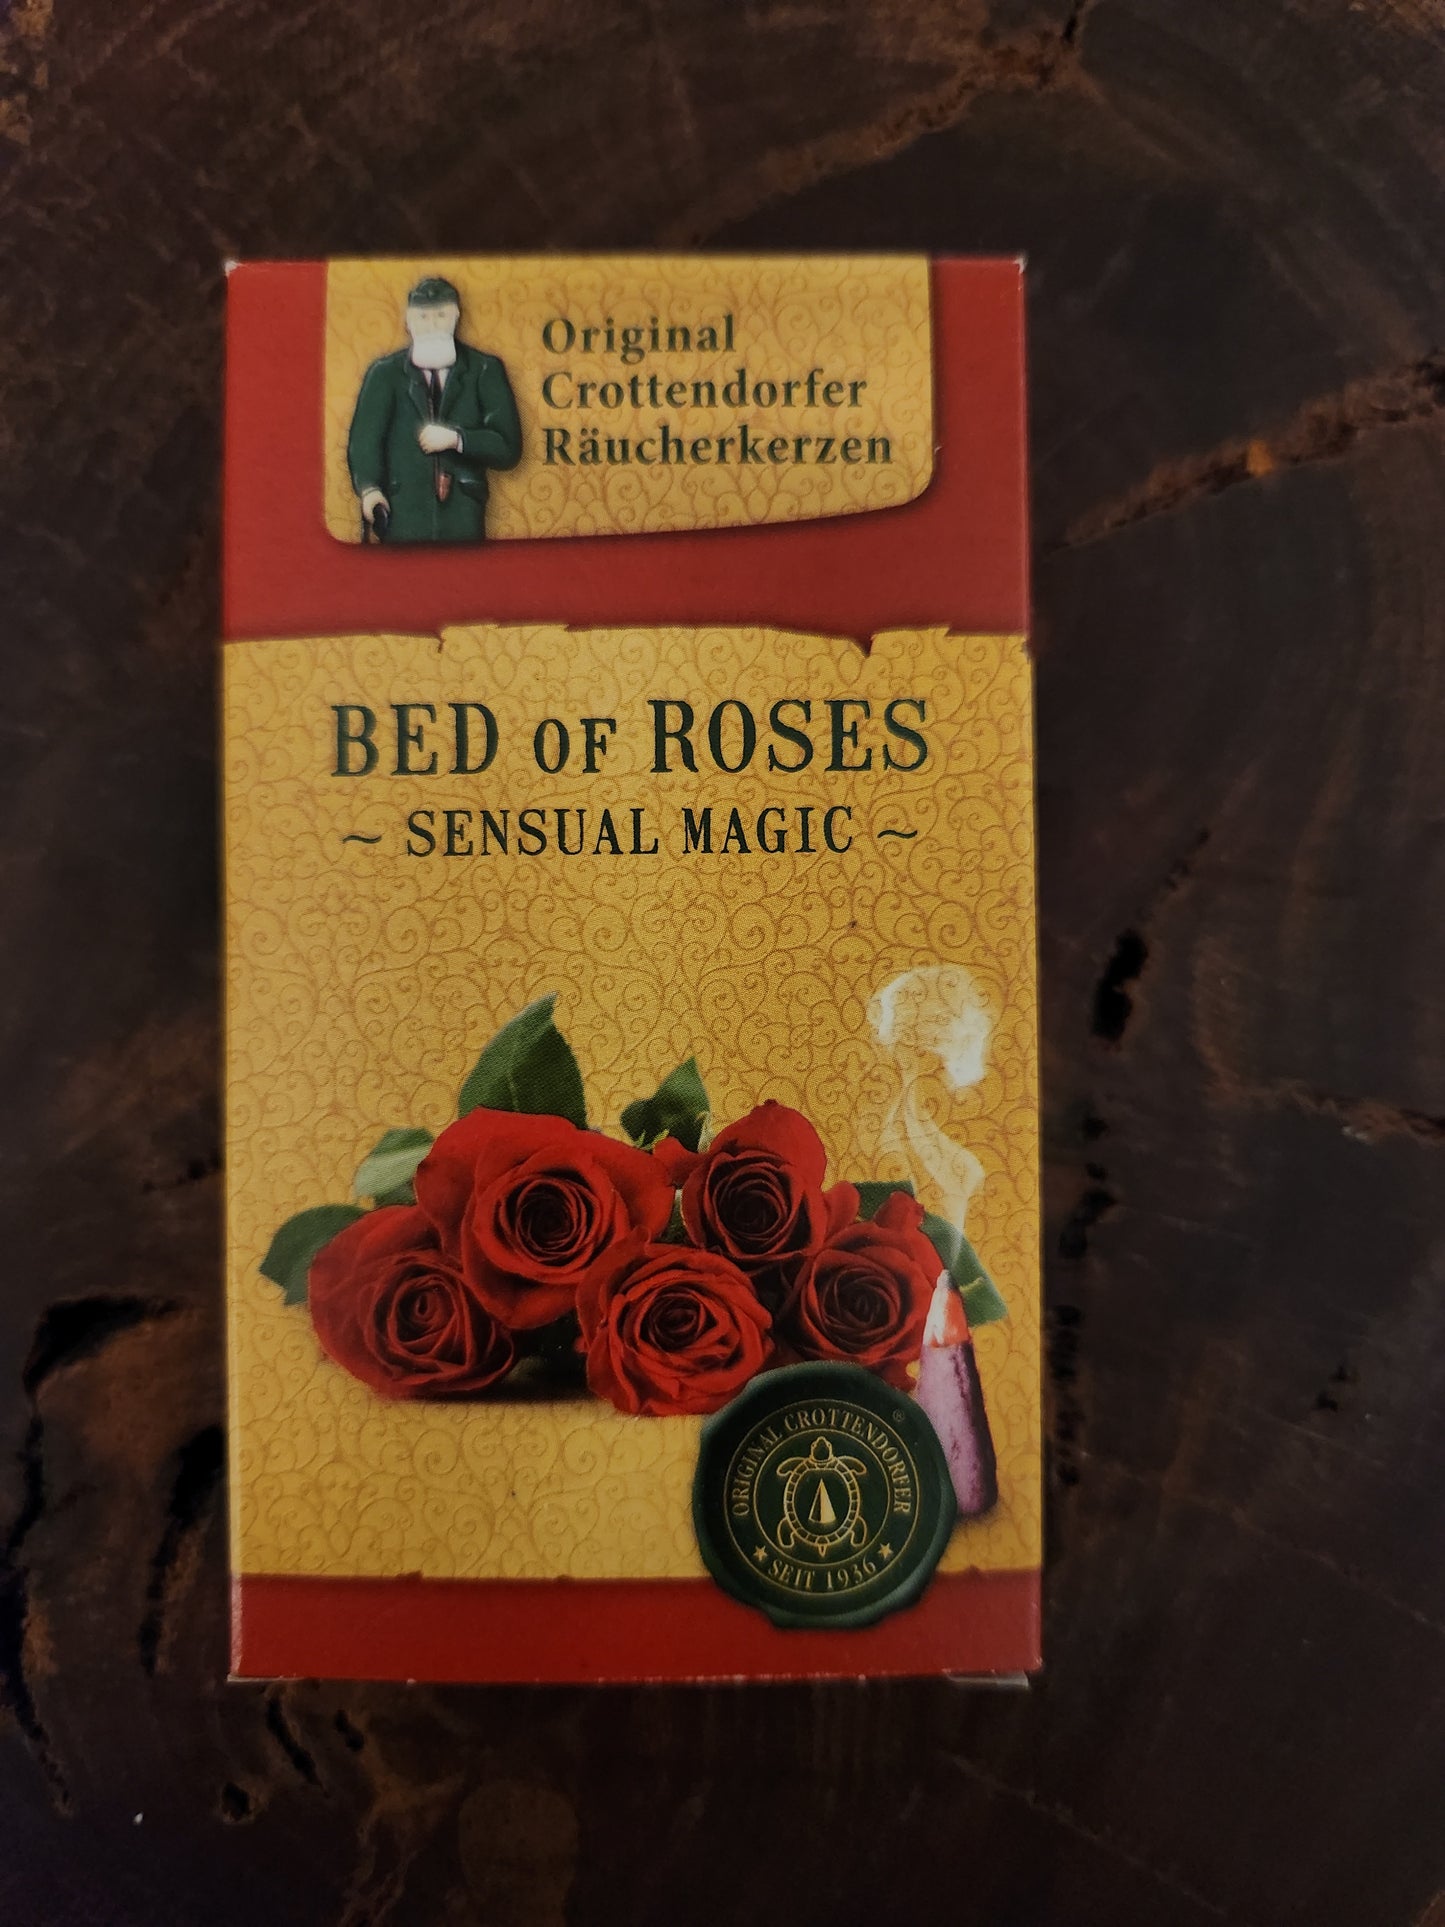 Original
Crottendorfer
Räucherkerzen
BED OF ROSES
~ SENSUAL MAGIC ~
ORIGINAL CROTTENDORFER ®
★ SEIT 1936 ★